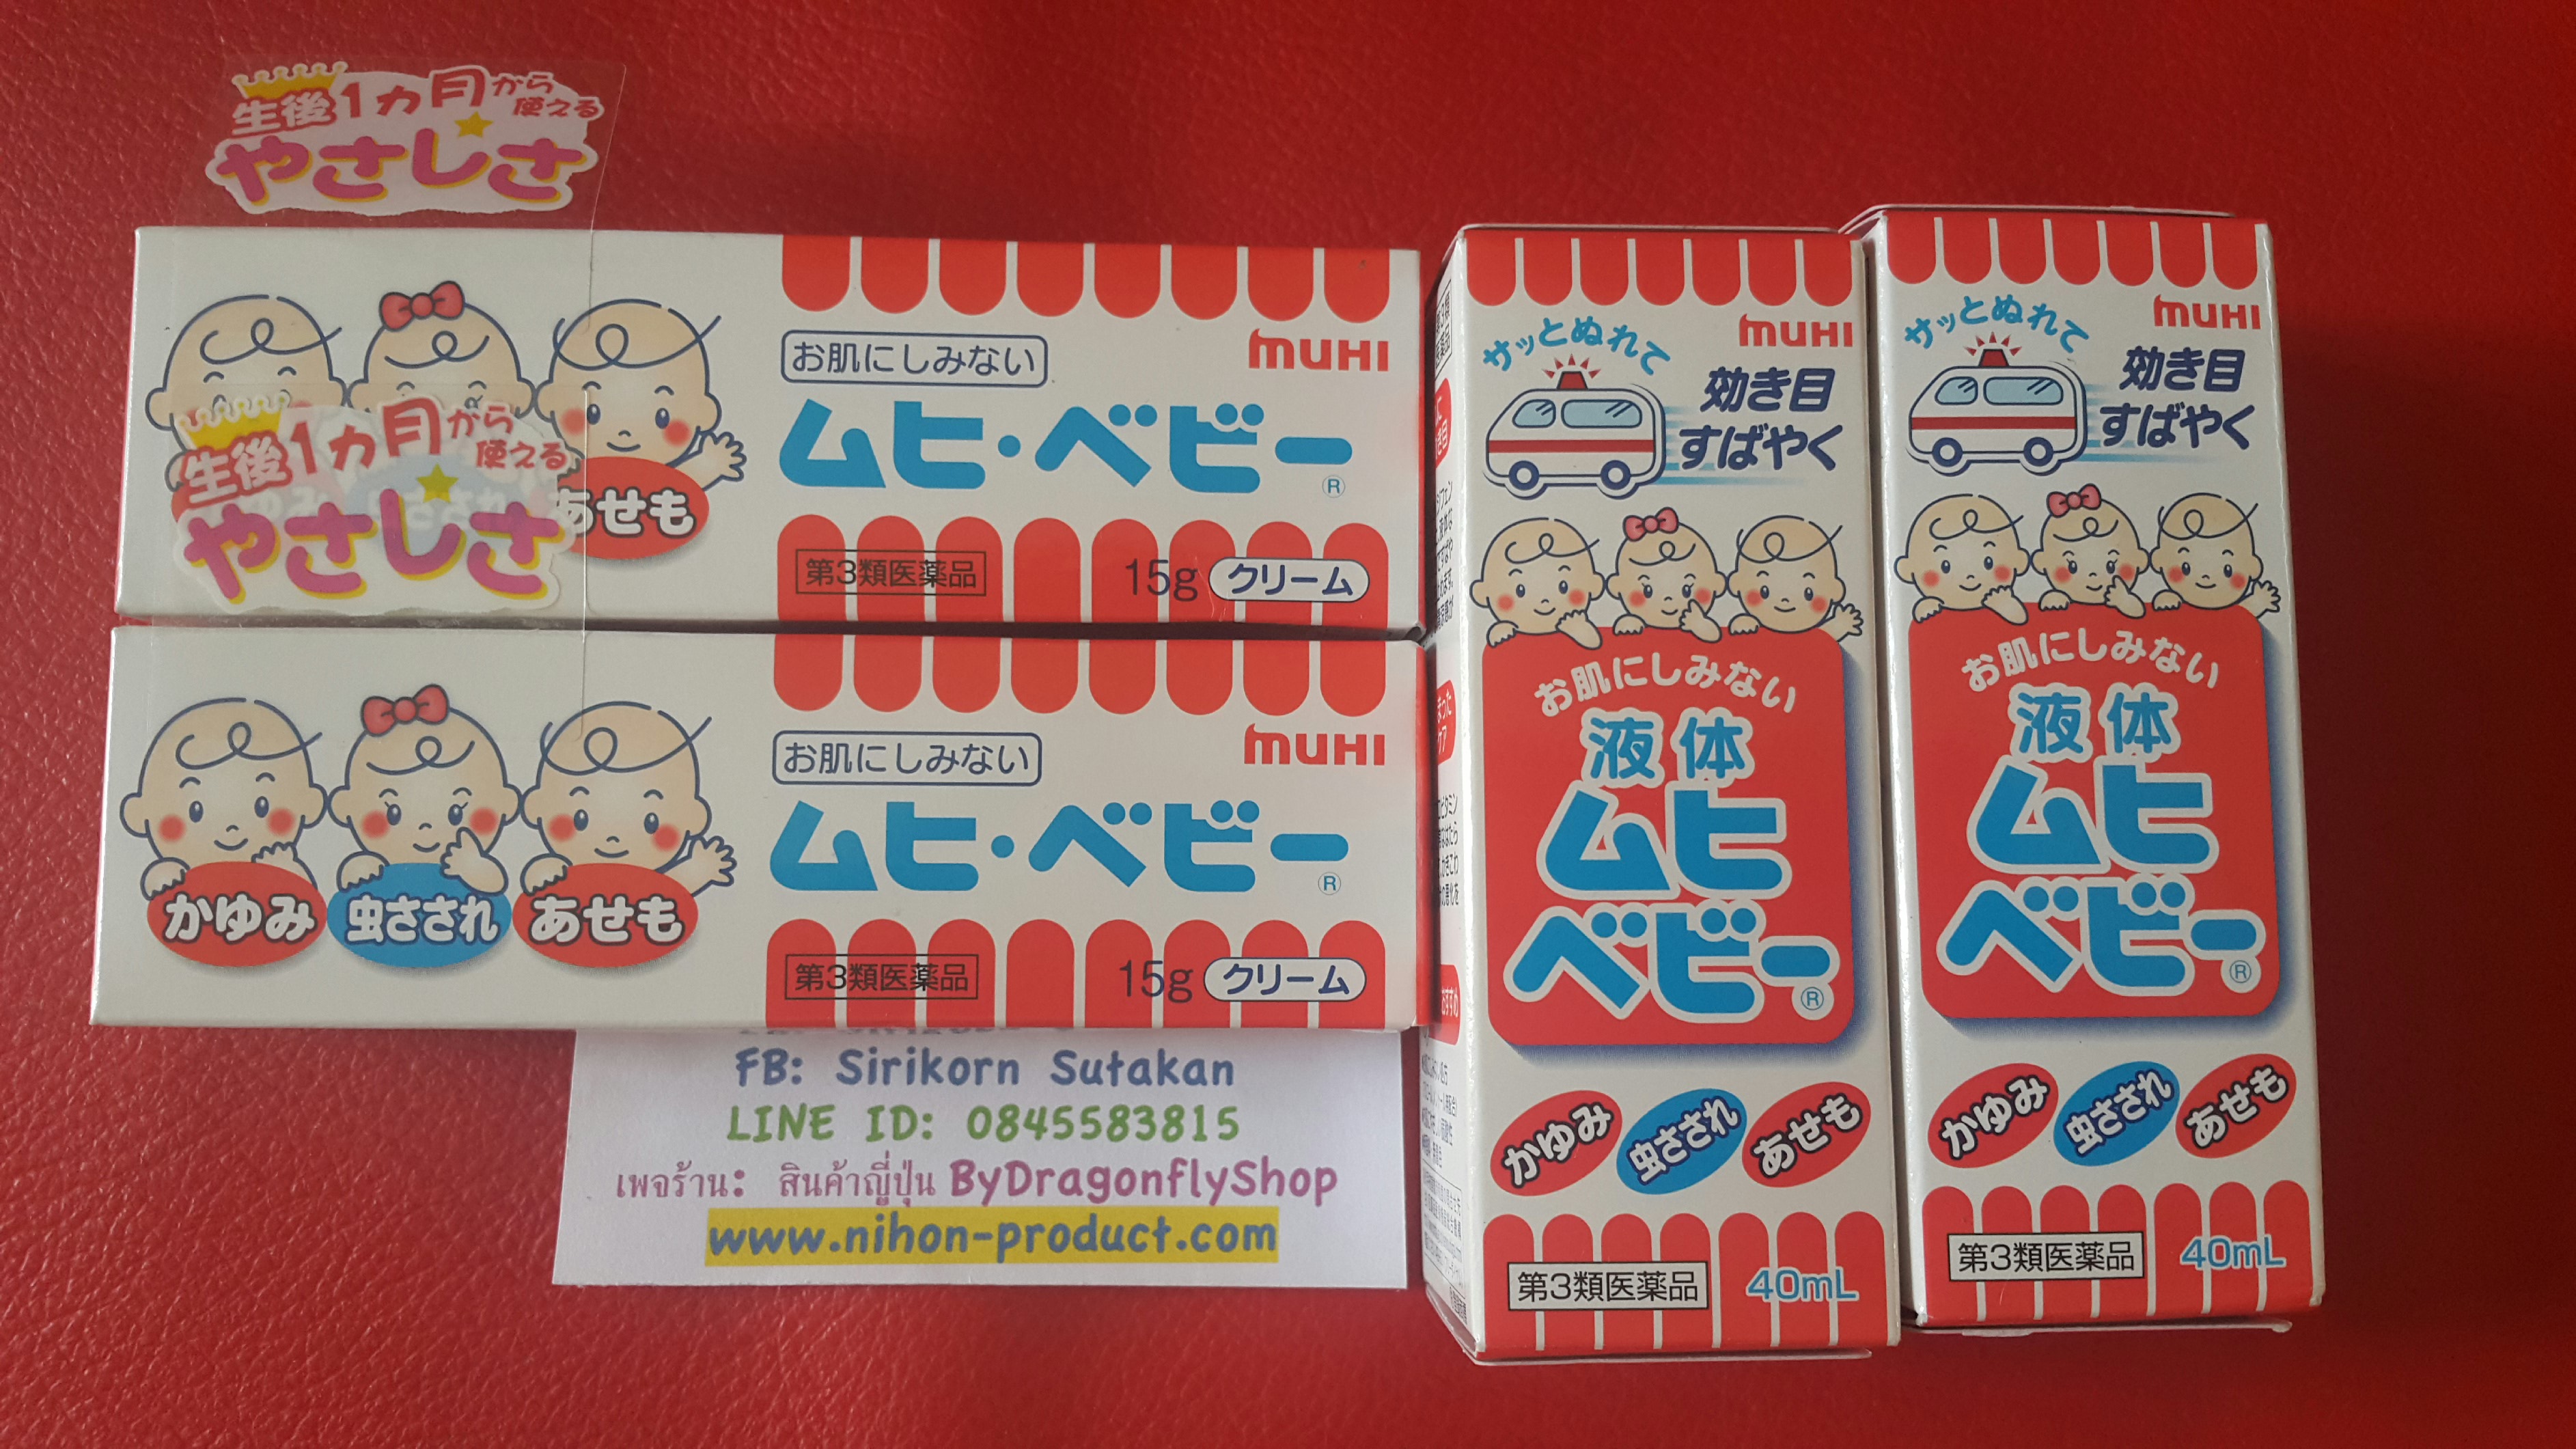 生後1ヵ月から使える
やさしさ
お肌にしみない
MUHI
ムヒ・ベビー®
生後1ヵ月から使える
やさしさ
あせも
第3類医薬品
15g クリーム
お肌にしみない
MUHI
ムヒ・ベビー®
かゆみ 虫さされ あせも
第3類医薬品
15g クリーム
FB: Sirikorn Sutakan
LINE ID: 0845583815
เพจร้าน: สินค้าญี่ปุ่น ByDragonflyShop
www.nihon-product.com
MUHI
サッとぬれて
効き目
すばやく
お肌にしみない
液体
ムヒ
ベビー®
かゆみ 虫さされ あせも
第3類医薬品
40mL
MUHI
サッとぬれて
効き目
すばやく
お肌にしみない
液体
ムヒ
ベビー®
かゆみ 虫さされ あせも
第3類医薬品
40mL